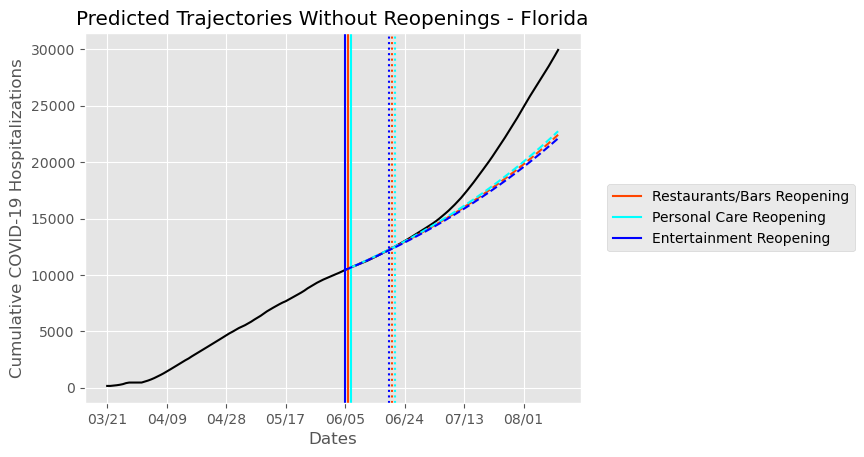 Predicted Trajectories Without Reopenings - Florida
Cumulative COVID-19 Hospitalizations
30000
25000
20000
15000
10000
5000
0
03/21 04/09 04/28 05/17 06/05 06/24 07/13 08/01
Dates
Restaurants/Bars Reopening
Personal Care Reopening
Entertainment Reopening